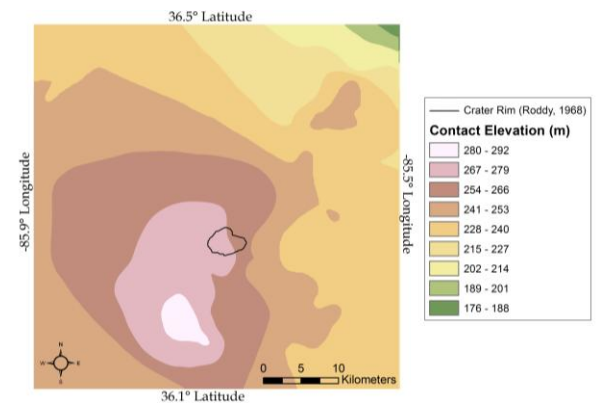 36.5° Latitude
-85.9° Longitude
-85.5° Longitude
Crater Rim (Roddy, 1968)
Contact Elevation (m)
280 - 292
267 - 279
254 - 266
241 - 253
228 - 240
215 - 227
202 - 214
189 - 201
176 - 188
N
W E
S
0 5 10
Kilometers
36.1° Latitude